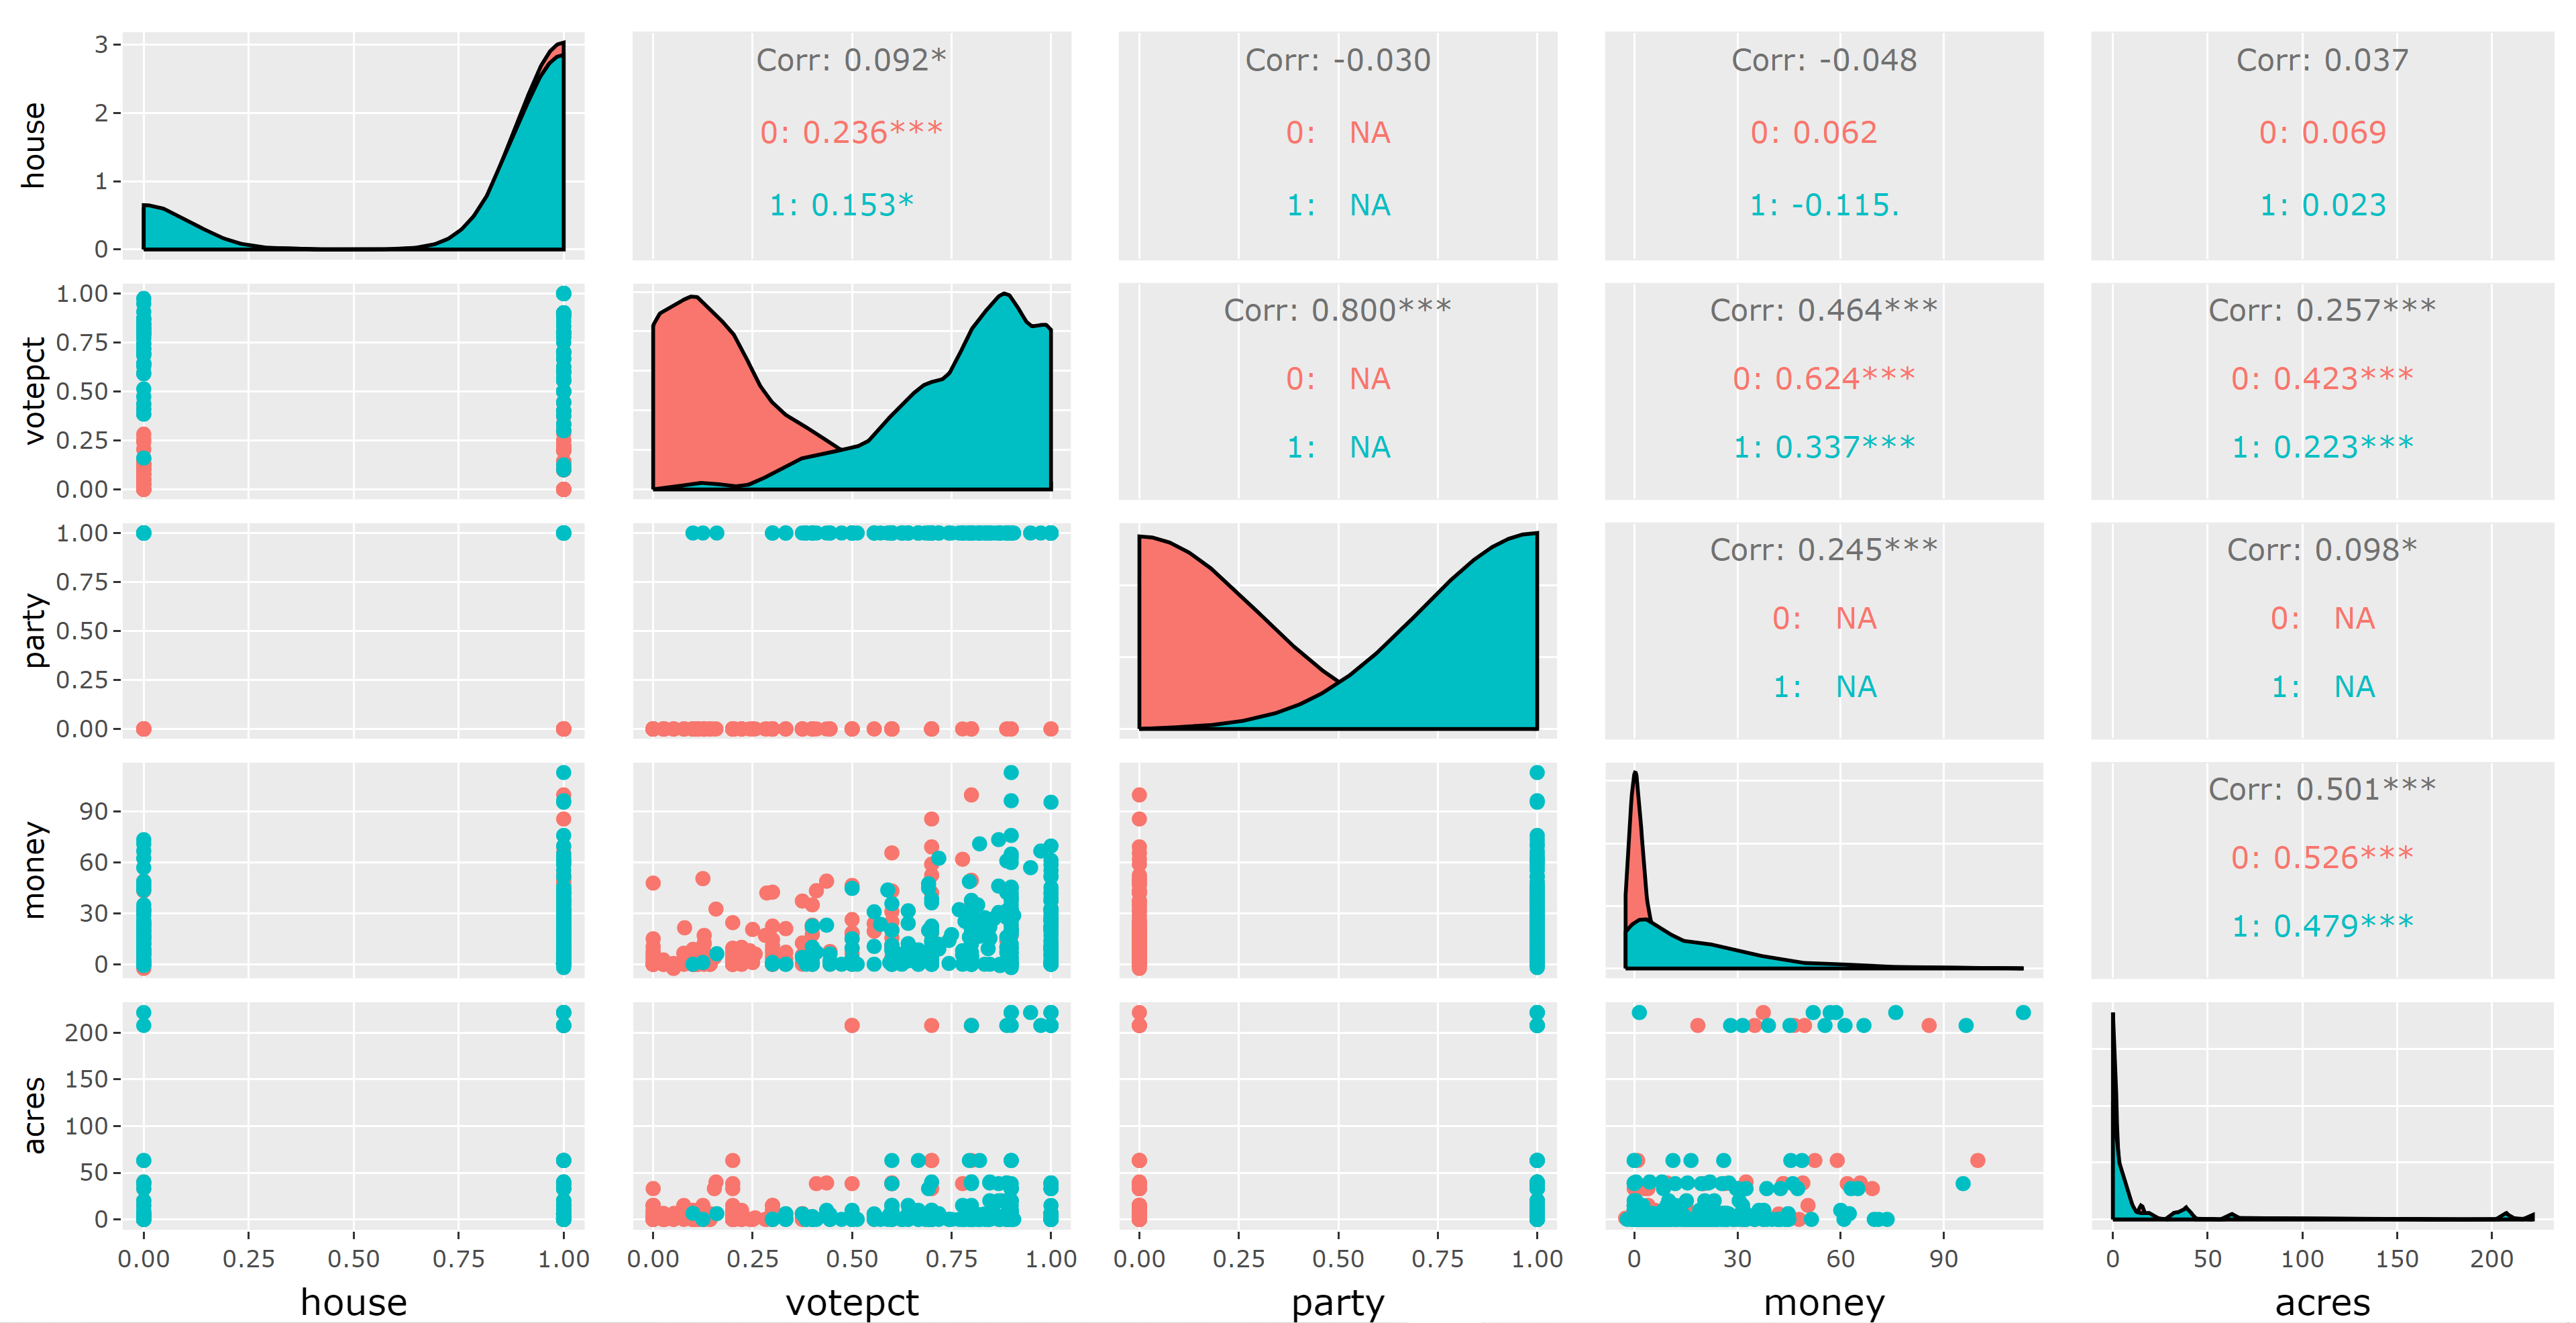 3
2
1
0
house
Corr: 0.092*
0: 0.236***
1: 0.153*
Corr: -0.030
0: NA
1: NA
Corr: -0.048
0: 0.062
1: -0.115.
Corr: 0.037
0: 0.069
1: 0.023
1.00
0.75
0.50
0.25
0.00
votepct
Corr: 0.800***
0: NA
1: NA
Corr: 0.464***
0: 0.624***
1: 0.337***
Corr: 0.257***
0: 0.423***
1: 0.223***
1.00
0.75
0.50
0.25
0.00
party
Corr: 0.245***
0: NA
1: NA
Corr: 0.098*
0: NA
1: NA
90
60
30
0
money
Corr: 0.501***
0: 0.526***
1: 0.479***
200
150
100
50
0
acres
0.00 0.25 0.50 0.75 1.00
0.00 0.25 0.50 0.75 1.00
0.00 0.25 0.50 0.75 1.00
0 30 60 90
0 50 100 150 200
house
votepct
party
money
acres